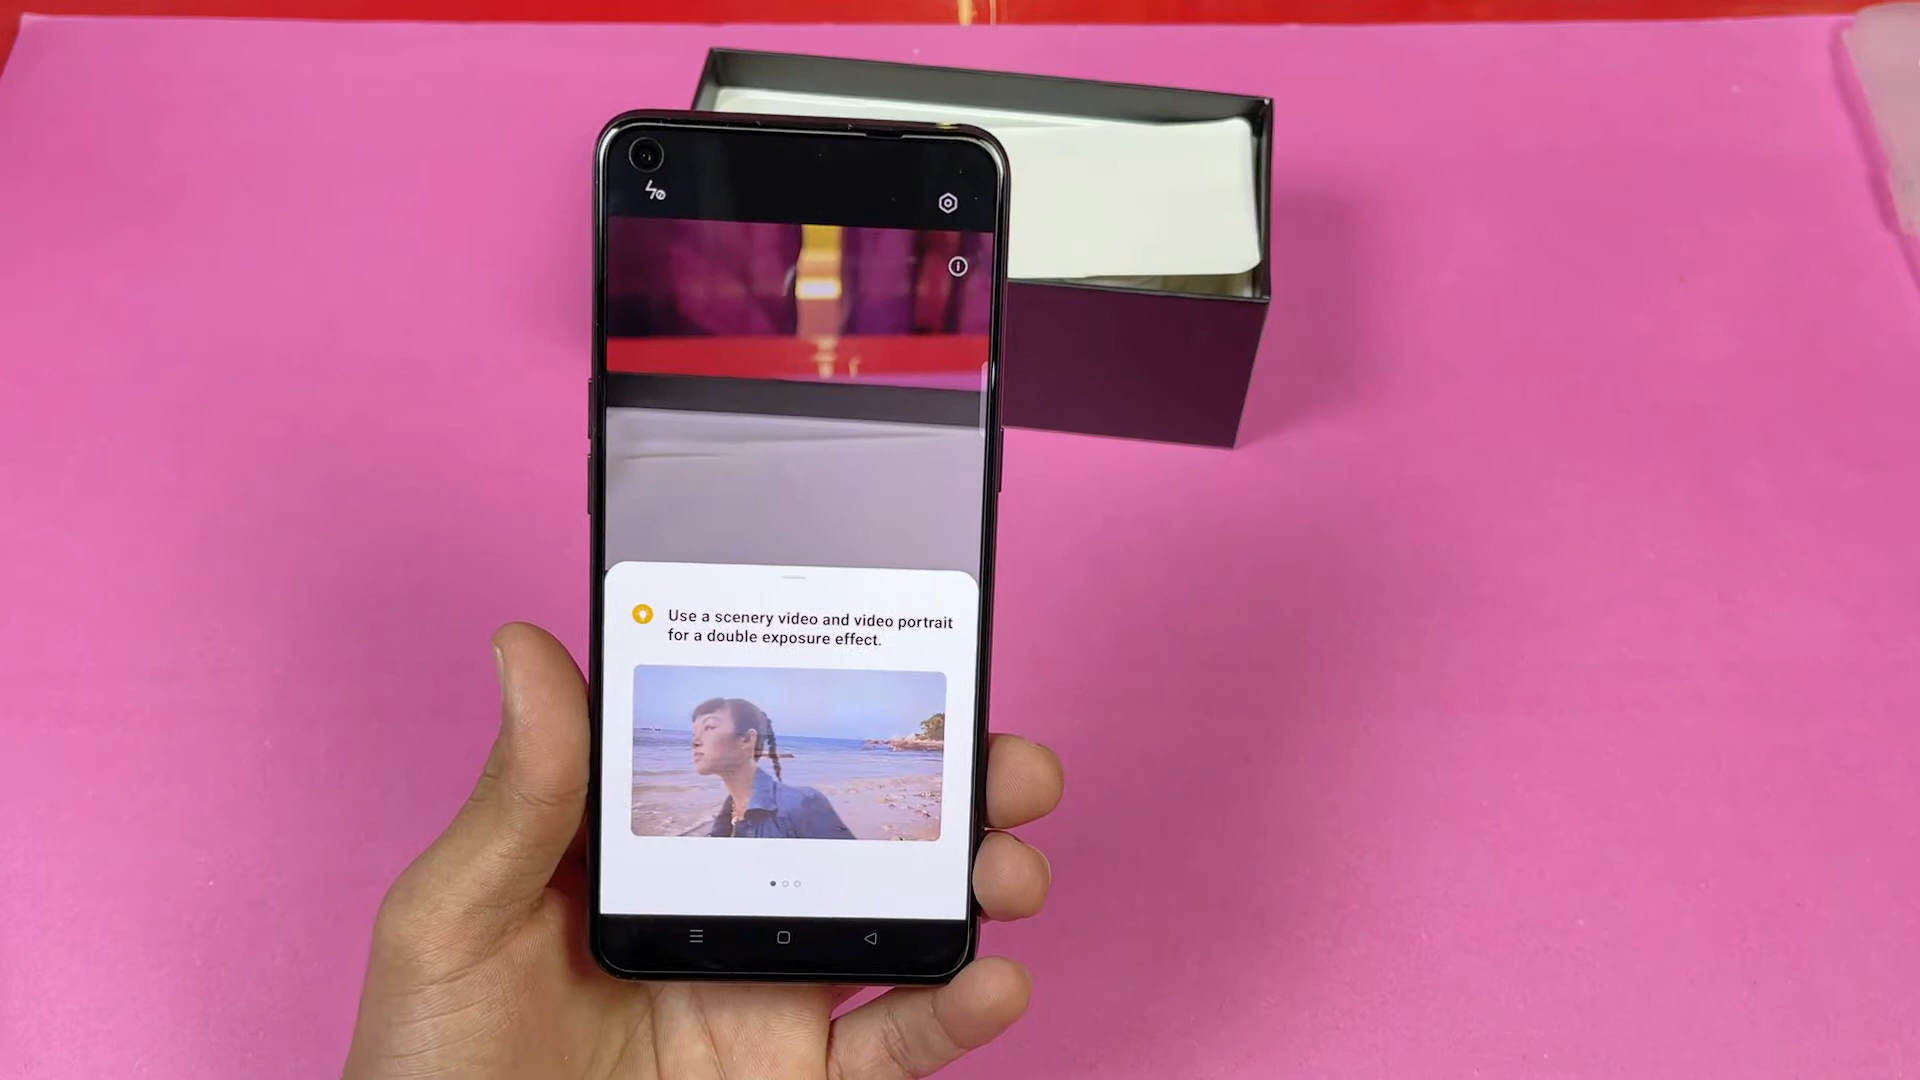 Use a scenery video and video portrait
for a double exposure effect.